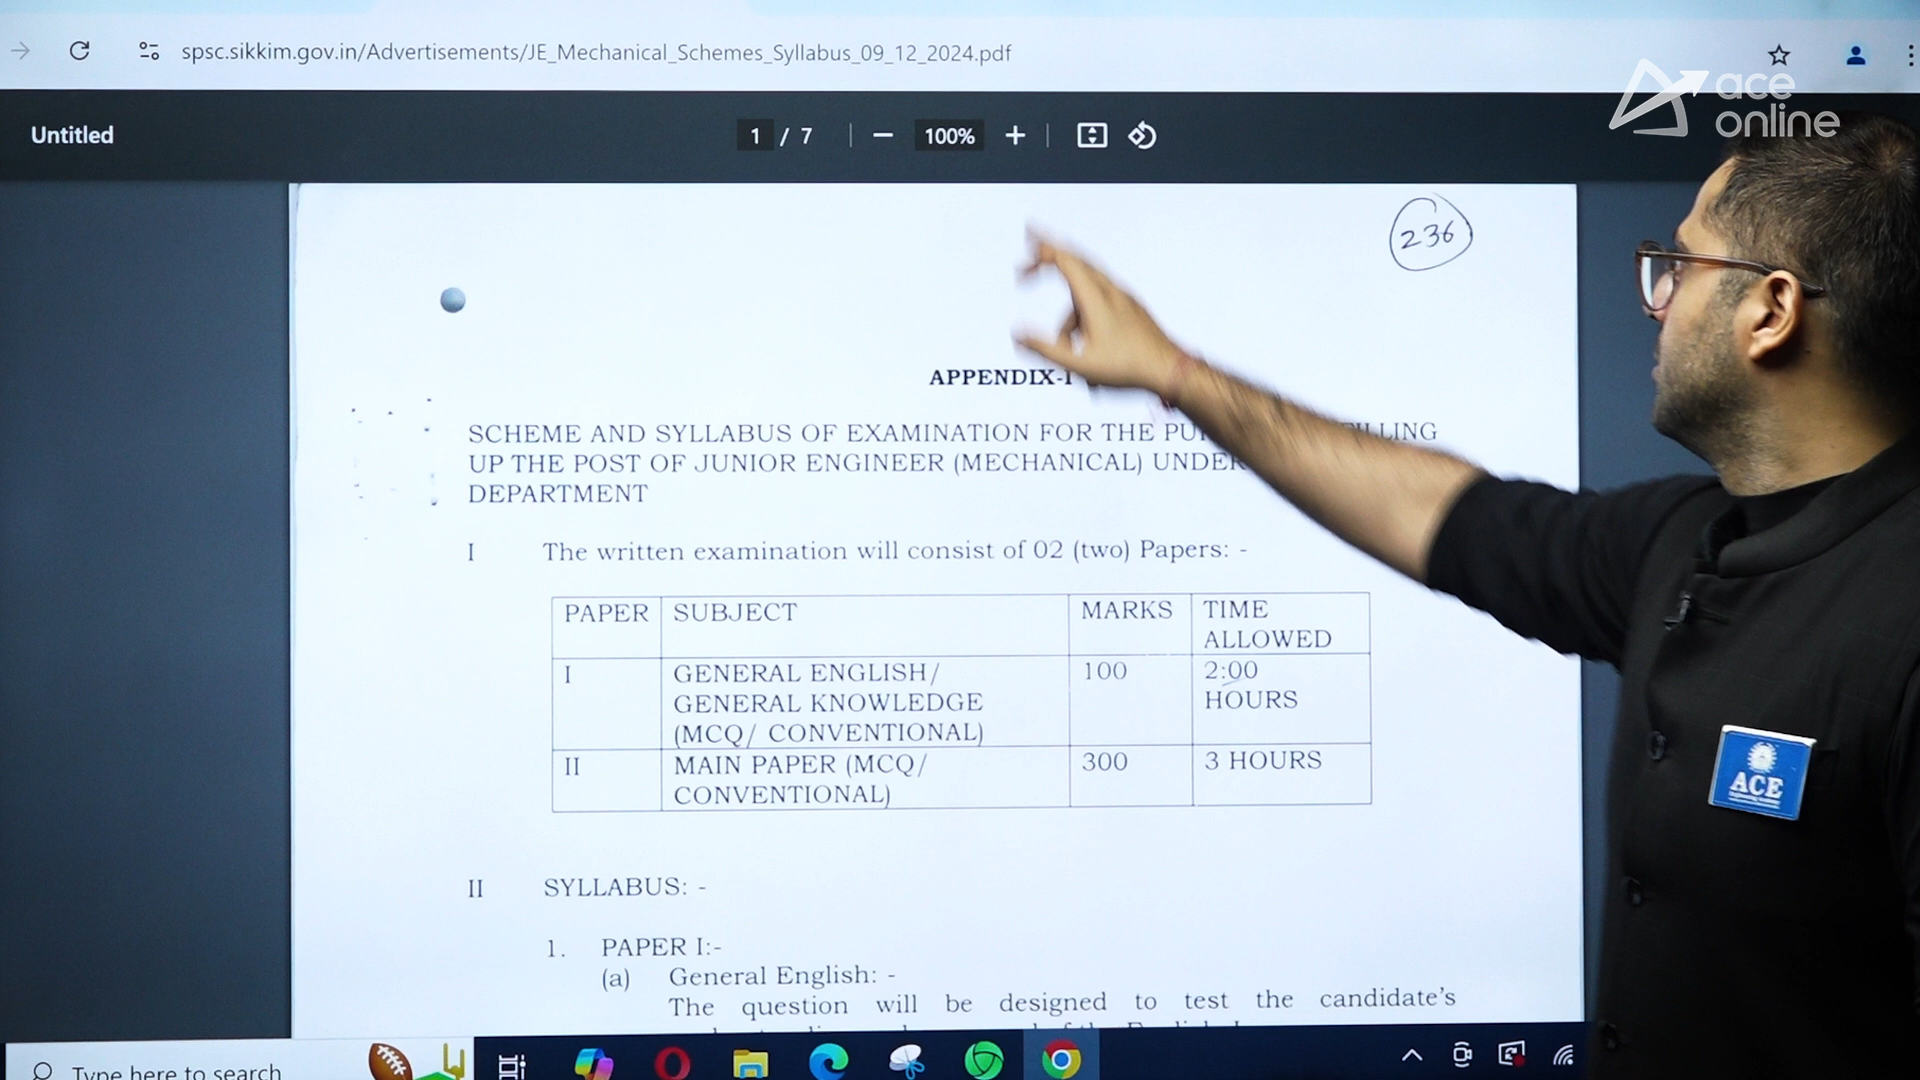 spsc.sikkim.gov.in/Advertisements/JE_Mechanical_Schemes_Syllabus_09_12_2024.pdf
ace
online
Untitled
1 / 7
100%
236
APPENDIX-I
SCHEME AND SYLLABUS OF EXAMINATION FOR THE
UP THE POST OF JUNIOR ENGINEER (MECHANICAL) UNDER
DEPARTMENT
I The written examination will consist of 02 (two) Papers: -
PAPER SUBJECT MARKS TIME
ALLOWED
I GENERAL ENGLISH/ 100 2:00
GENERAL KNOWLEDGE HOURS
(MCQ/ CONVENTIONAL)
II MAIN PAPER (MCQ/ 300 3 HOURS
CONVENTIONAL)
II SYLLABUS: -
1. PAPER I:-
(a) General English: -
The question will be designed to test the candidate's
Type here to search
ACE